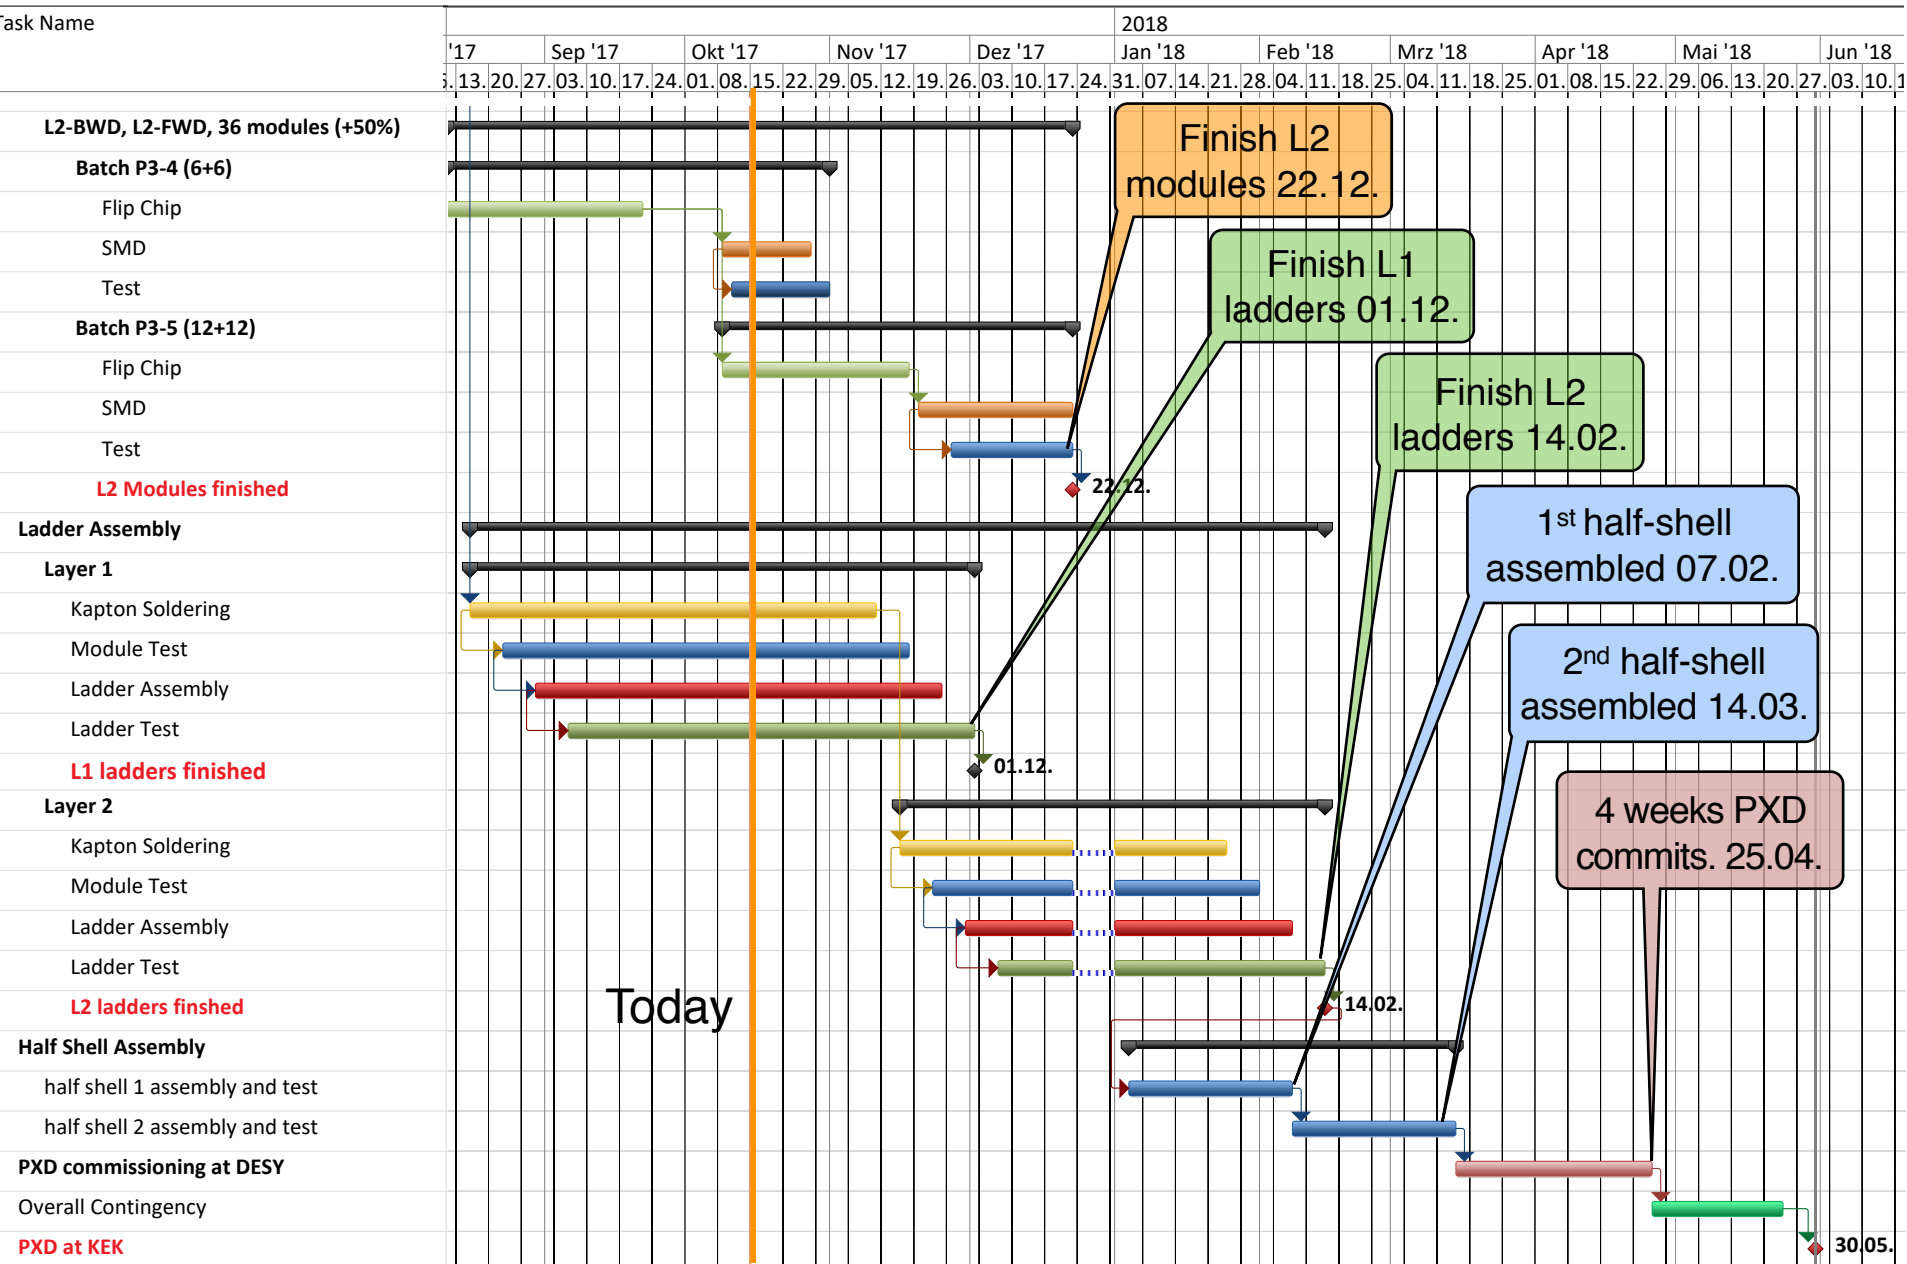 Task Name
2018
'17 Sep '17 Okt '17 Nov '17 Dez '17 Jan '18 Feb '18 Mrz '18 Apr '18 Mai '18 Jun '18
13. 20. 27. 03. 10. 17. 24. 01. 08. 15. 22. 29. 05. 12. 19. 26. 03. 10. 17. 24. 31. 07. 14. 21. 28. 04. 11. 18. 25. 04. 11. 18. 25. 01. 08. 15. 22. 29. 06. 13. 20. 27. 03. 10. 1
L2-BWD, L2-FWD, 36 modules (+50%)
Finish L2
modules 22.12.
Batch P3-4 (6+6)
Flip Chip
SMD
Finish L1
ladders 01.12.
Test
Batch P3-5 (12+12)
Flip Chip
Finish L2
ladders 14.02.
SMD
Test
L2 Modules finished
22.12.
Ladder Assembly
1st half-shell
assembled 07.02.
Layer 1
Kapton Soldering
Module Test
2nd half-shell
assembled 14.03.
Ladder Assembly
Ladder Test
L1 ladders finished
01.12.
Layer 2
4 weeks PXD
commits. 25.04.
Kapton Soldering
Module Test
Ladder Assembly
Ladder Test
L2 ladders finshed
14.02.
Today
Half Shell Assembly
half shell 1 assembly and test
half shell 2 assembly and test
PXD commissioning at DESY
Overall Contingency
PXD at KEK
30.05.